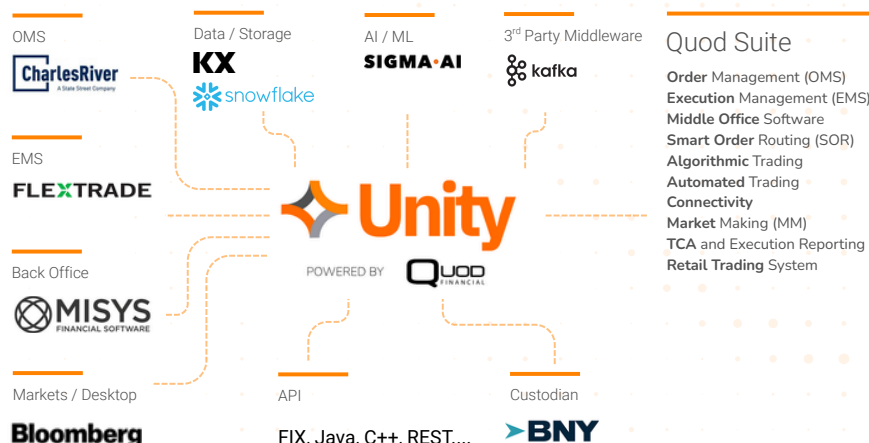 OMS
CharlesRiver
A State Street Company
Data / Storage
KX
snowflake
AI / ML
SIGMA•AI
3rd Party Middleware
kafka
EMS
FLEXTRADE
Back Office
MISYS
FINANCIAL SOFTWARE
Markets / Desktop
Bloomberg
Unity
POWERED BY
QUOD
FINANCIAL
API
FIX, Java, C++, REST....
Custodian
BNY
Quod Suite
Order Management (OMS)
Execution Management (EMS)
Middle Office Software
Smart Order Routing (SOR)
Algorithmic Trading
Automated Trading
Connectivity
Market Making (MM)
TCA and Execution Reporting
Retail Trading System